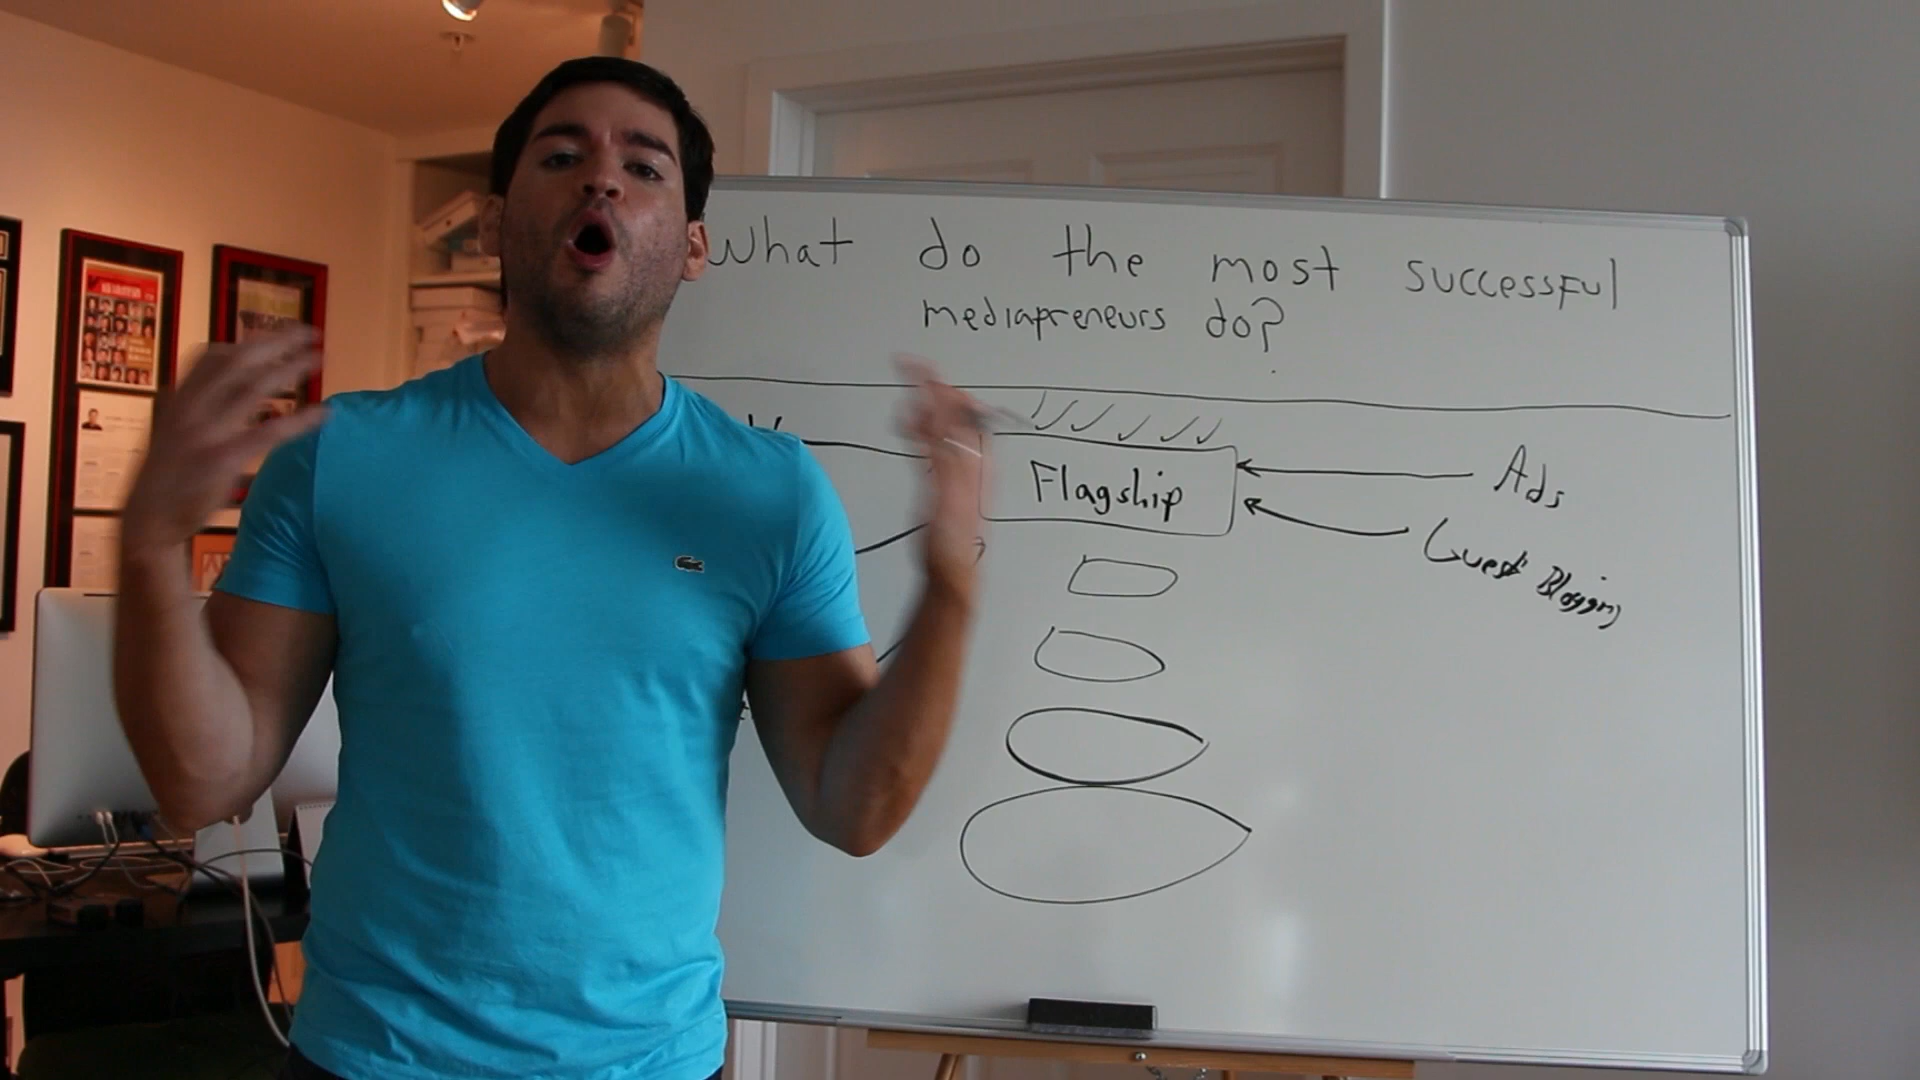 What do the most successful
mediapreneurs do?
Flagship
Ads
Guest Blogging